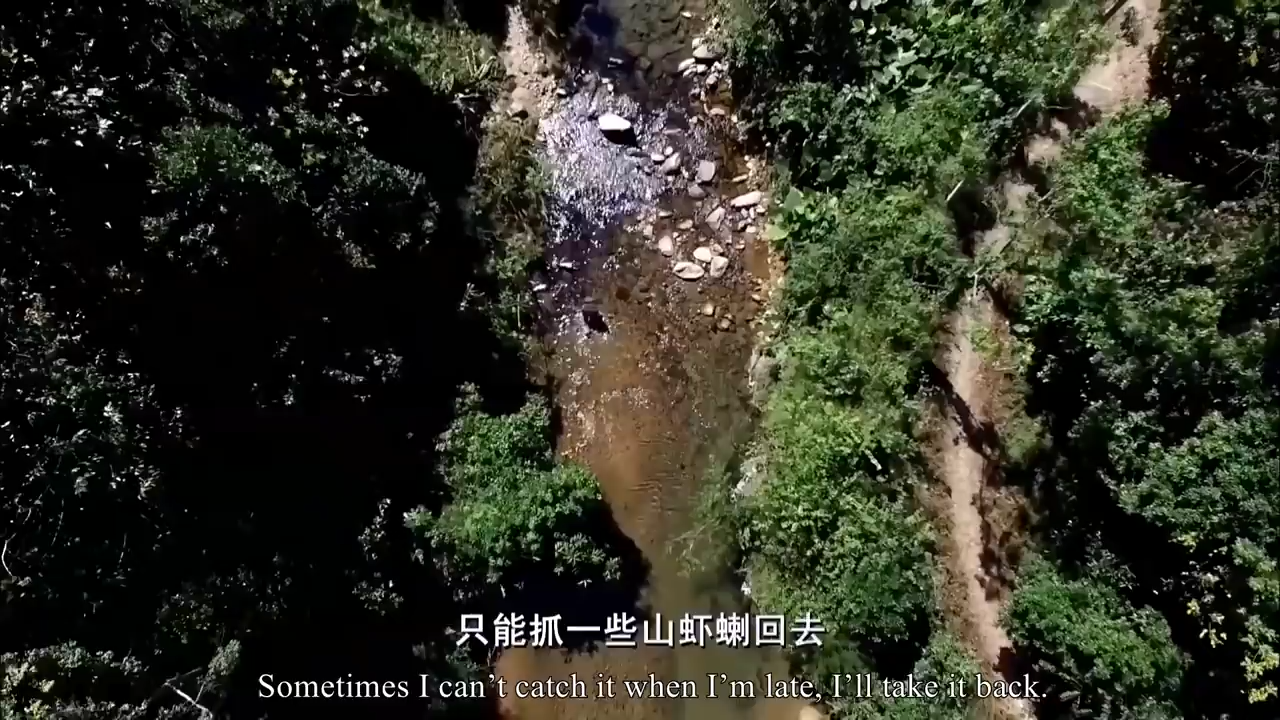 只能抓一些山虾蝲回去
Sometimes I can't catch it when I'm late, I'll take it back.